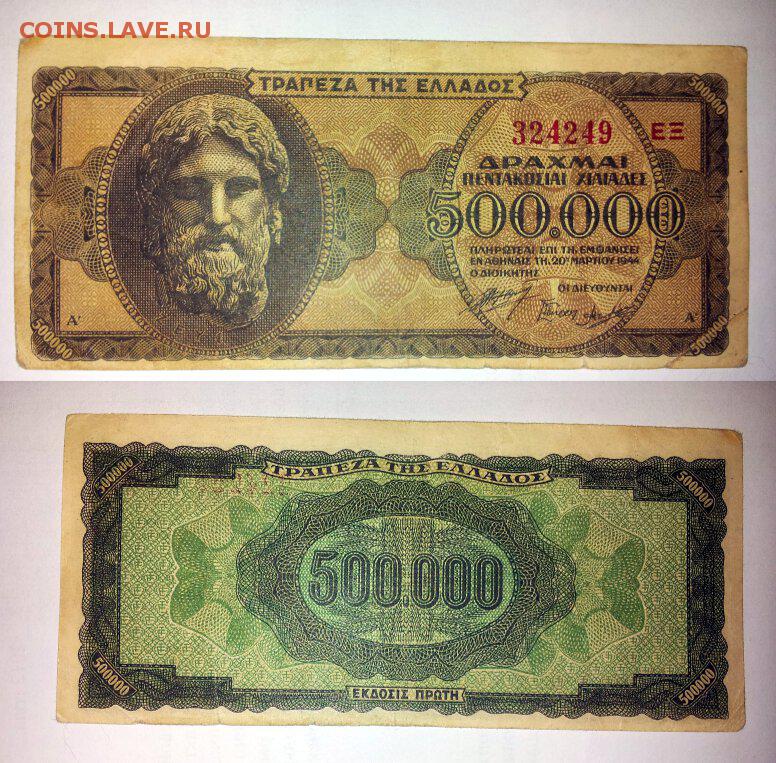 COINS.LAVE.RU
500000
500000
ΤΡΑΠΕΖΑ ΤΗΣ ΕΛΛΑΔΟΣ
324249 ΕΞ
ΔΡΑΧΜΑΙ
ΠΕΝΤΑΚΟΣΙΑΙ ΧΙΛΙΑΔΕΣ
500.000
ΠΛΗΡΩΤΕΑΙ ΕΠΙ ΤΗ ΕΜΦΑΝΙΣΕΙ
ΕΝ ΑΘΗΝΑΙΣ ΤΗ, 20ῃ ΜΑΡΤΙΟΥ 1944
Ο ΔΙΟΙΚΗΤΗΣ
ΟΙ ΔΙΕΥΘΥΝΤΑΙ
Α'
Α'
500000
500000
ΤΡΑΠΕΖΑ ΤΗΣ ΕΛΛΑΔΟΣ
500000
500000
500.000
500000
500000
ΕΚΔΟΣΙΣ ΠΡΩΤΗ